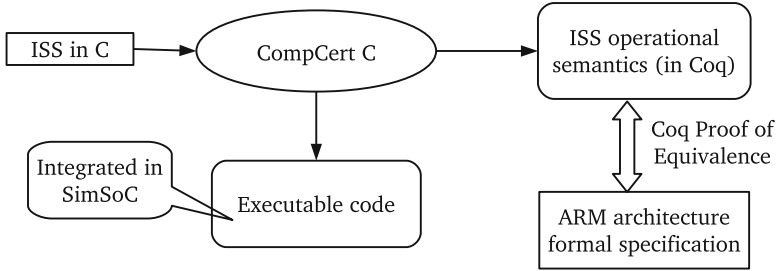 ISS in C
CompCert C
ISS operational
semantics (in Coq)
Coq Proof of
Equivalence
Integrated in
SimSoC
Executable code
ARM architecture
formal specification